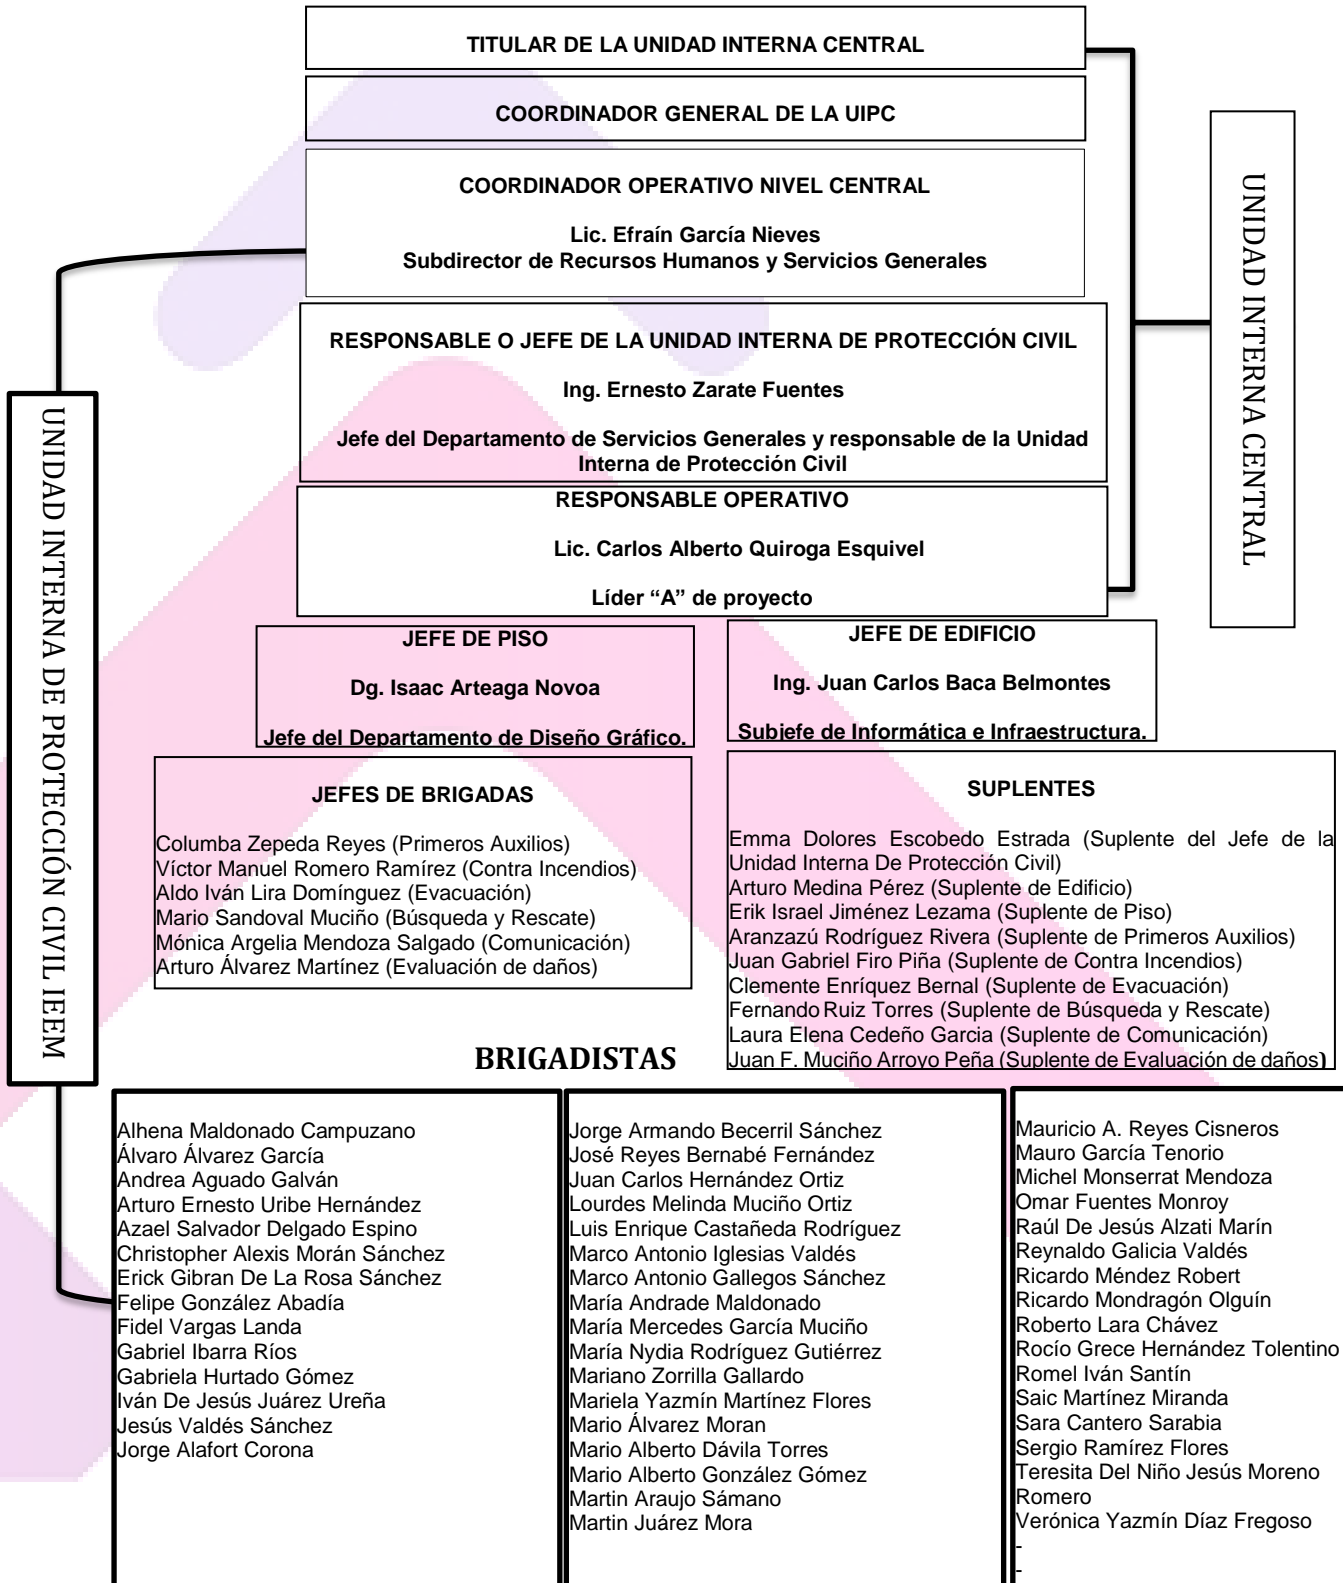 TITULAR DE LA UNIDAD INTERNA CENTRAL
COORDINADOR GENERAL DE LA UIPC
COORDINADOR OPERATIVO NIVEL CENTRAL
Lic. Efraín García Nieves
Subdirector de Recursos Humanos y Servicios Generales
RESPONSABLE O JEFE DE LA UNIDAD INTERNA DE PROTECCIÓN CIVIL
Ing. Ernesto Zarate Fuentes
Jefe del Departamento de Servicios Generales y responsable de la Unidad
Interna de Protección Civil
RESPONSABLE OPERATIVO
Lic. Carlos Alberto Quiroga Esquivel
Líder “A” de proyecto
UNIDAD INTERNA CENTRAL
UNIDAD INTERNA DE PROTECCIÓN CIVIL IEEM
JEFE DE PISO
Dg. Isaac Arteaga Novoa
Jefe del Departamento de Diseño Gráfico.
JEFE DE EDIFICIO
Ing. Juan Carlos Baca Belmontes
Subjefe de Informática e Infraestructura.
JEFES DE BRIGADAS
Columba Zepeda Reyes (Primeros Auxilios)
Víctor Manuel Romero Ramírez (Contra Incendios)
Aldo Iván Lira Domínguez (Evacuación)
Mario Sandoval Muciño (Búsqueda y Rescate)
Mónica Argelia Mendoza Salgado (Comunicación)
Arturo Álvarez Martínez (Evaluación de daños)
SUPLENTES
Emma Dolores Escobedo Estrada (Suplente del Jefe de la
Unidad Interna De Protección Civil)
Arturo Medina Pérez (Suplente de Edificio)
Erik Israel Jiménez Lezama (Suplente de Piso)
Aranzazú Rodríguez Rivera (Suplente de Primeros Auxilios)
Juan Gabriel Firo Piña (Suplente de Contra Incendios)
Clemente Enríquez Bernal (Suplente de Evacuación)
Fernando Ruiz Torres (Suplente de Búsqueda y Rescate)
Laura Elena Cedeño Garcia (Suplente de Comunicación)
Juan F. Muciño Arroyo Peña (Suplente de Evaluación de daños)
BRIGADISTAS
Alhena Maldonado Campuzano
Álvaro Álvarez García
Andrea Aguado Galván
Arturo Ernesto Uribe Hernández
Azael Salvador Delgado Espino
Christopher Alexis Morán Sánchez
Erick Gibran De La Rosa Sánchez
Felipe González Abadía
Fidel Vargas Landa
Gabriel Ibarra Ríos
Gabriela Hurtado Gómez
Iván De Jesús Juárez Ureña
Jesús Valdés Sánchez
Jorge Alafort Corona
Jorge Armando Becerril Sánchez
José Reyes Bernabé Fernández
Juan Carlos Hernández Ortiz
Lourdes Melinda Muciño Ortiz
Luis Enrique Castañeda Rodríguez
Marco Antonio Iglesias Valdés
Marco Antonio Gallegos Sánchez
María Andrade Maldonado
María Mercedes García Muciño
María Nydia Rodríguez Gutiérrez
Mariano Zorrilla Gallardo
Mariela Yazmín Martínez Flores
Mario Álvarez Moran
Mario Alberto Dávila Torres
Mario Alberto González Gómez
Martin Araujo Sámano
Martin Juárez Mora
Mauricio A. Reyes Cisneros
Mauro García Tenorio
Michel Monserrat Mendoza
Omar Fuentes Monroy
Raúl De Jesús Alzati Marín
Reynaldo Galicia Valdés
Ricardo Méndez Robert
Ricardo Mondragón Olguín
Roberto Lara Chávez
Rocío Grece Hernández Tolentino
Romel Iván Santín
Saic Martínez Miranda
Sara Cantero Sarabia
Sergio Ramírez Flores
Teresita Del Niño Jesús Moreno
Romero
Verónica Yazmín Díaz Fregoso
-
-